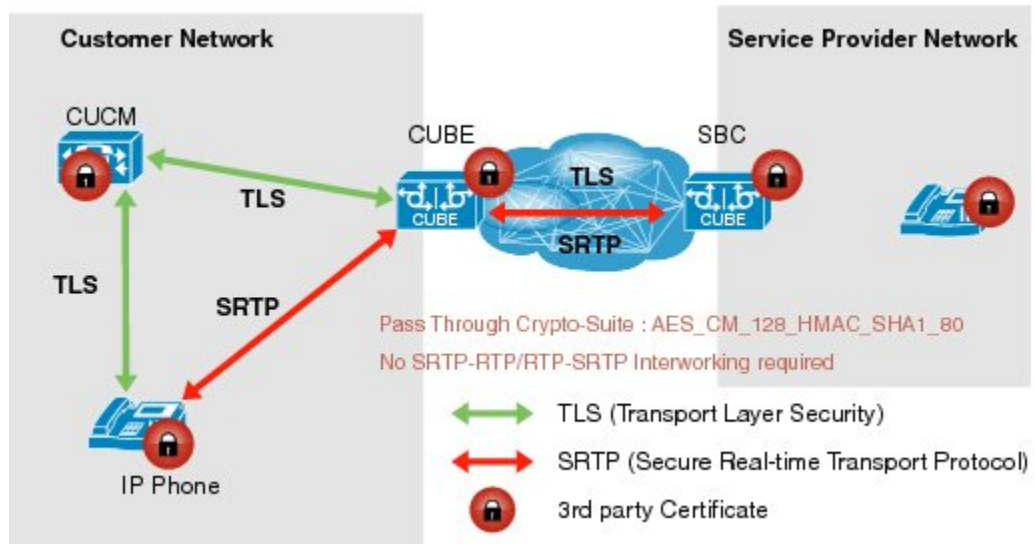 Customer Network
Service Provider Network
CUCM
CUBE
SBC
TLS
TLS
CUBE
CUBE
SRTP
TLS
SRTP
Pass Through Crypto-Suite : AES_CM_128_HMAC_SHA1_80
No SRTP-RTP/RTP-SRTP Interworking required
TLS (Transport Layer Security)
SRTP (Secure Real-time Transport Protocol)
IP Phone
3rd party Certificate